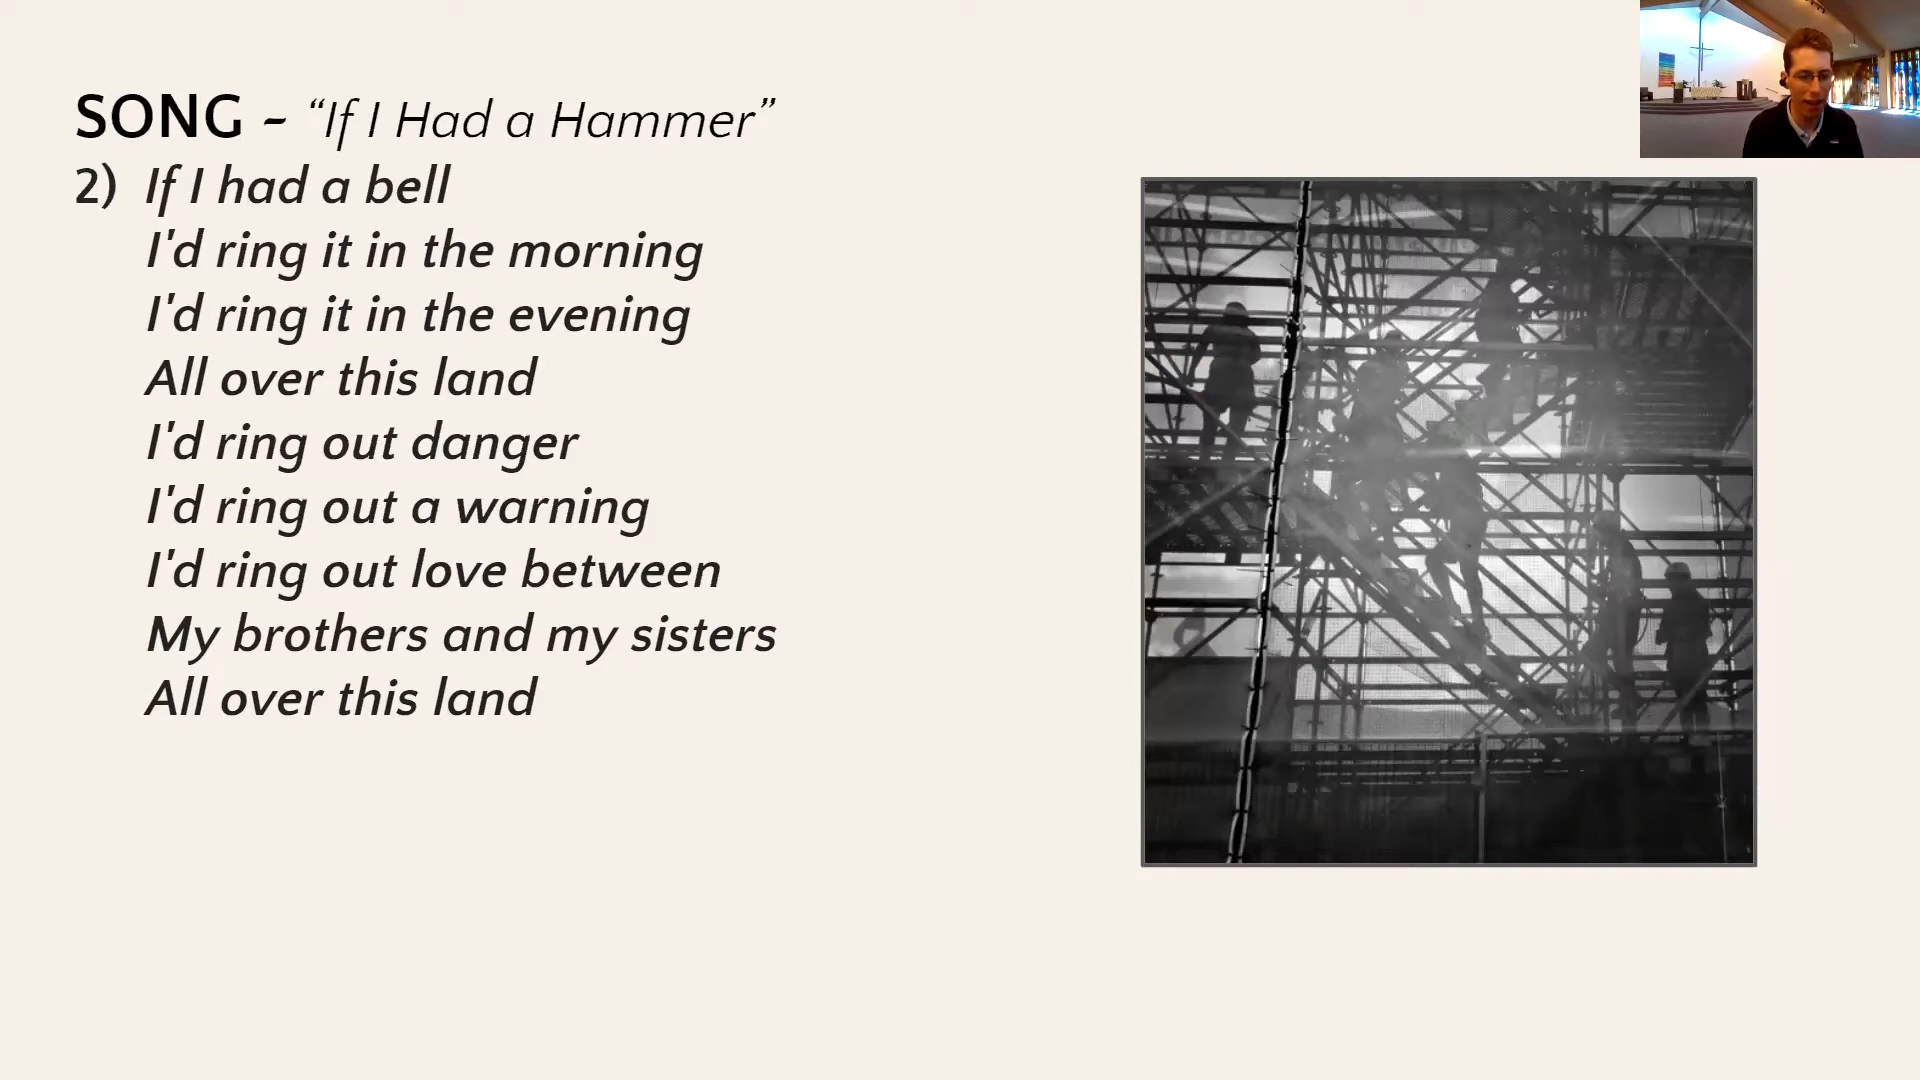 SONG - “If I Had a Hammer”
2) If I had a bell
I'd ring it in the morning
I'd ring it in the evening
All over this land
I'd ring out danger
I'd ring out a warning
I'd ring out love between
My brothers and my sisters
All over this land